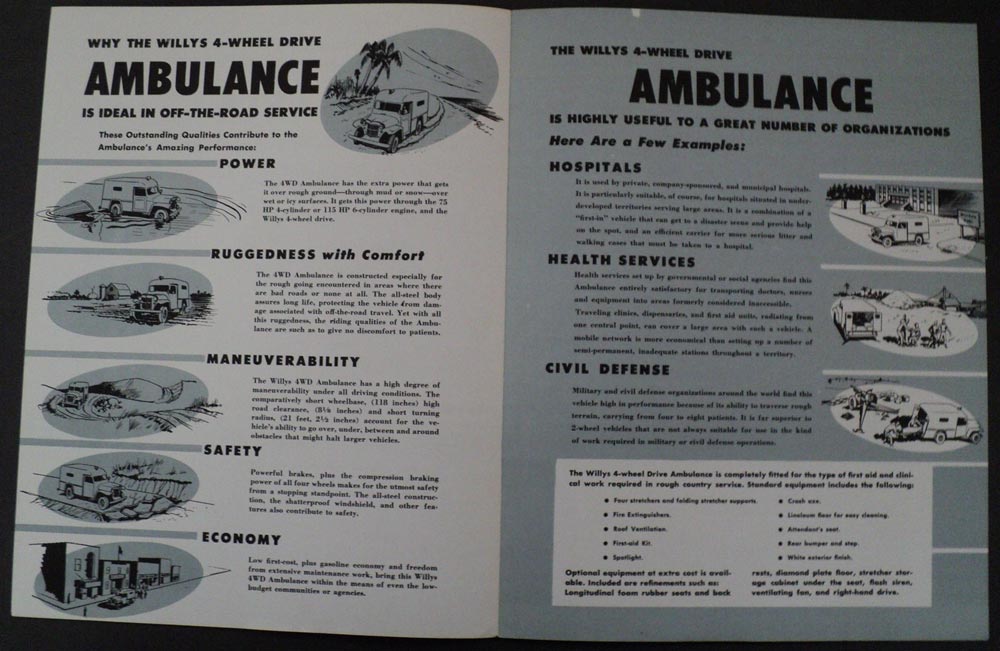 WHY THE WILLYS 4-WHEEL DRIVE
AMBULANCE
IS IDEAL IN OFF-THE-ROAD SERVICE
These Outstanding Qualities Contribute to the
Ambulance's Amazing Performance:
POWER
The 4WD Ambulance has the extra power that gets
it over rough ground—through mud or snow—over
wet or icy surfaces. It gets this power through the 75
HP 4-cylinder or 115 HP 6-cylinder engine, and the
Willys 4-wheel drive.
RUGGEDNESS with Comfort
The 4WD Ambulance is constructed especially for
the rough going encountered in areas where there
are bad roads or none at all. The all-steel body
assures long life, protecting the vehicle from dam-
age associated with off-the-road travel. Yet with all
this ruggedness, the riding qualities of the Ambu-
lance are such as to give no discomfort to patients.
MANEUVERABILITY
The Willys 4WD Ambulance has a high degree of
maneuverability under all driving conditions. The
comparatively short wheelbase, (118 inches) high
road clearance, (8⅛ inches) and short turning
radius, (21 feet, 2½ inches) account for the ve-
hicle's ability to go over, under, between and around
obstacles that might halt larger vehicles.
SAFETY
Powerful brakes, plus the compression braking
power of all four wheels makes for the utmost safety
from a stopping standpoint. The all-steel construc-
tion, the shatterproof windshield, and other fea-
tures also contribute to safety.
ECONOMY
Low first-cost, plus gasoline economy and freedom
from extensive maintenance work, bring this Willys
4WD Ambulance within the means of even the low-
budget communities or agencies.
THE WILLYS 4-WHEEL DRIVE
AMBULANCE
IS HIGHLY USEFUL TO A GREAT NUMBER OF ORGANIZATIONS
Here Are a Few Examples:
HOSPITALS
It is used by private, company-sponsored, and municipal hospitals.
It is particularly suitable, of course, for hospitals situated in under-
developed territories serving large areas. It is a combination of a
"first-in" vehicle that can get to a disaster scene and provide help
on the spot, and an efficient carrier for more serious litter and
walking cases that must be taken to a hospital.
HEALTH SERVICES
Health services set up by governmental or social agencies find this
Ambulance entirely satisfactory for transporting doctors, nurses
and equipment into areas formerly considered inaccessible.
Traveling clinics, dispensaries, and first aid units, radiating from
one central point, can cover a large area with such a vehicle. A
mobile network is more economical than setting up a number of
semi-permanent, inadequate stations throughout a territory.
CIVIL DEFENSE
Military and civil defense organizations around the world find this
vehicle high in performance because of its ability to traverse rough
terrain, carrying from four to eight patients. It is far superior to
2-wheel vehicles that are not always suitable for use in the kind
of work required in military or civil defense operations.
The Willys 4-wheel Drive Ambulance is completely fitted for the type of first aid and clini-
cal work required in rough country service. Standard equipment includes the following:
● Four stretchers and folding stretcher supports.
● Fire Extinguishers.
● Roof Ventilation.
● First-aid Kit.
● Spotlight.
● Crash axe.
● Linoleum floor for easy cleaning.
● Attendant's seat.
● Rear bumper and step.
● White exterior finish.
Optional equipment at extra cost is avail-
able. Included are refinements such as:
Longitudinal foam rubber seats and back
rests, diamond plate floor, stretcher stor-
age cabinet under the seat, flash siren,
ventilating fan, and right-hand drive.